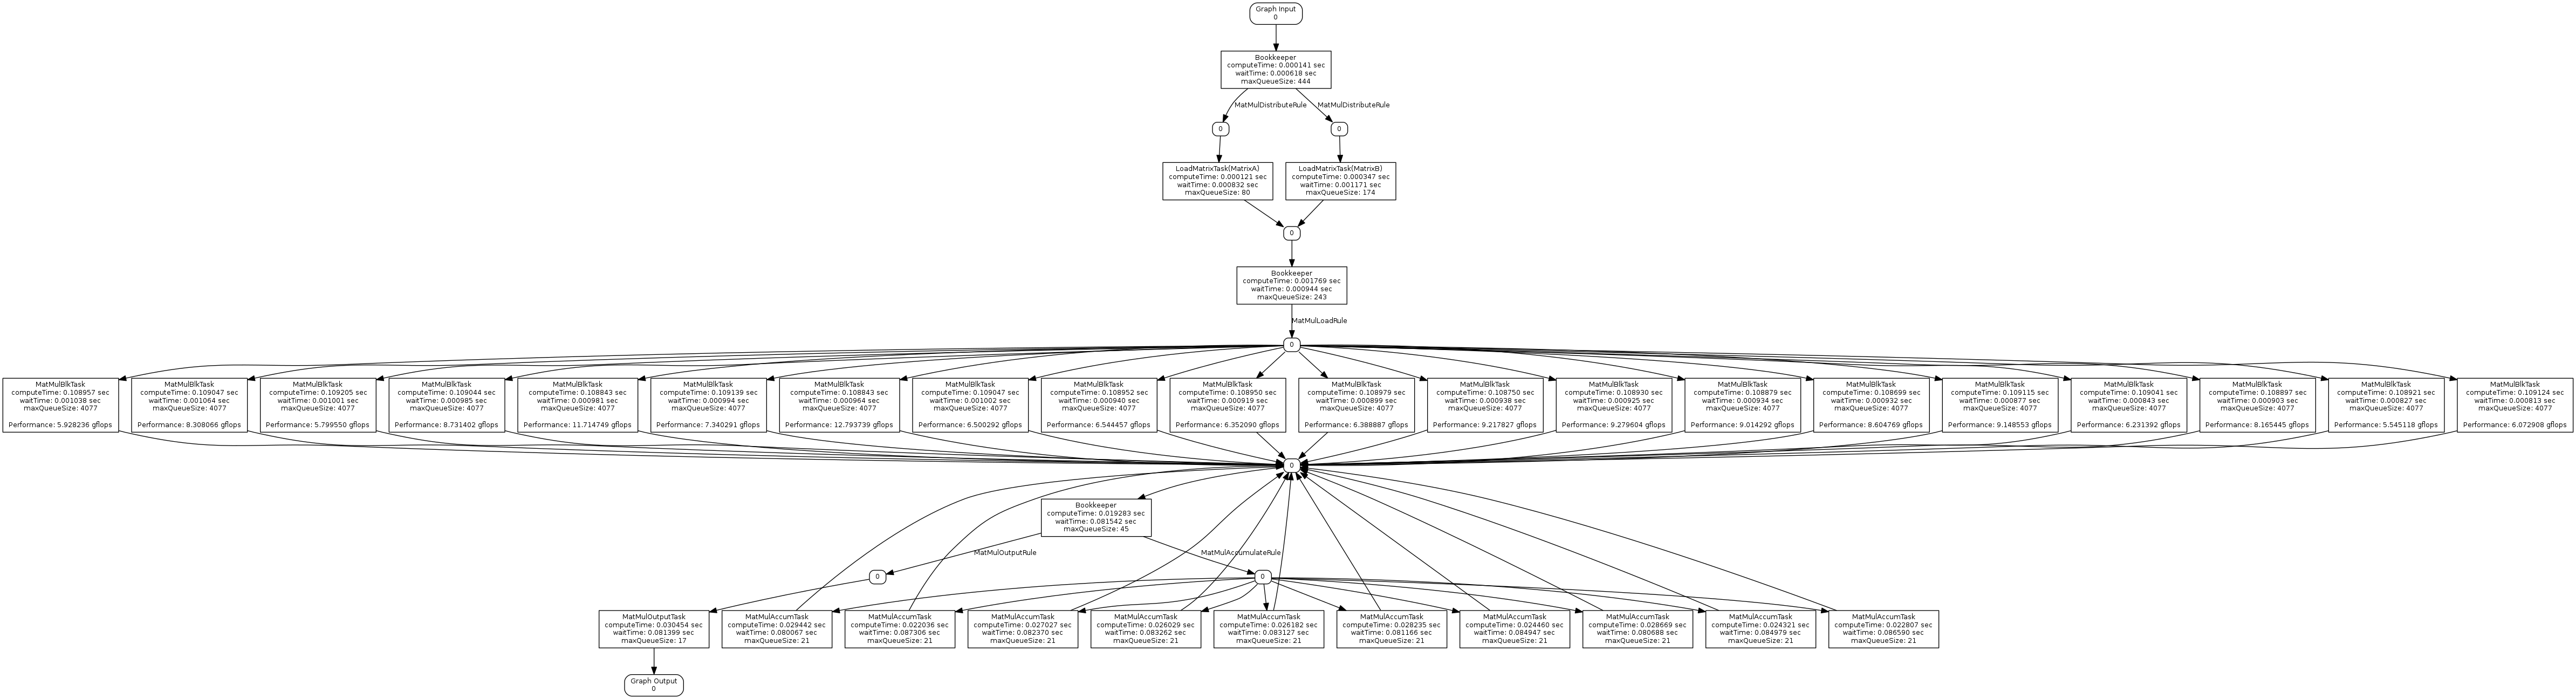 Graph Input
0
Bookkeeper
computeTime: 0.000141 sec
waitTime: 0.000618 sec
maxQueueSize: 444
MatMulDistributeRule
MatMulDistributeRule
0
0
LoadMatrixTask(MatrixA)
computeTime: 0.000121 sec
waitTime: 0.000832 sec
maxQueueSize: 80
LoadMatrixTask(MatrixB)
computeTime: 0.000347 sec
waitTime: 0.001171 sec
maxQueueSize: 174
0
Bookkeeper
computeTime: 0.001769 sec
waitTime: 0.000944 sec
maxQueueSize: 243
MatMulLoadRule
0
MatMulBlkTask
computeTime: 0.108957 sec
waitTime: 0.001038 sec
maxQueueSize: 4077
Performance: 5.928236 gflops
MatMulBlkTask
computeTime: 0.109047 sec
waitTime: 0.001064 sec
maxQueueSize: 4077
Performance: 8.308066 gflops
MatMulBlkTask
computeTime: 0.109205 sec
waitTime: 0.001001 sec
maxQueueSize: 4077
Performance: 5.799550 gflops
MatMulBlkTask
computeTime: 0.109044 sec
waitTime: 0.000985 sec
maxQueueSize: 4077
Performance: 8.731402 gflops
MatMulBlkTask
computeTime: 0.108843 sec
waitTime: 0.000981 sec
maxQueueSize: 4077
Performance: 11.714749 gflops
MatMulBlkTask
computeTime: 0.109139 sec
waitTime: 0.000994 sec
maxQueueSize: 4077
Performance: 7.340291 gflops
MatMulBlkTask
computeTime: 0.108843 sec
waitTime: 0.000964 sec
maxQueueSize: 4077
Performance: 12.793739 gflops
MatMulBlkTask
computeTime: 0.109047 sec
waitTime: 0.001002 sec
maxQueueSize: 4077
Performance: 6.500292 gflops
MatMulBlkTask
computeTime: 0.108952 sec
waitTime: 0.000940 sec
maxQueueSize: 4077
Performance: 6.544457 gflops
MatMulBlkTask
computeTime: 0.108950 sec
waitTime: 0.000919 sec
maxQueueSize: 4077
Performance: 6.352090 gflops
MatMulBlkTask
computeTime: 0.108979 sec
waitTime: 0.000899 sec
maxQueueSize: 4077
Performance: 6.388887 gflops
MatMulBlkTask
computeTime: 0.108750 sec
waitTime: 0.000938 sec
maxQueueSize: 4077
Performance: 9.217827 gflops
MatMulBlkTask
computeTime: 0.108930 sec
waitTime: 0.000925 sec
maxQueueSize: 4077
Performance: 9.279604 gflops
MatMulBlkTask
computeTime: 0.108879 sec
waitTime: 0.000934 sec
maxQueueSize: 4077
Performance: 9.014292 gflops
MatMulBlkTask
computeTime: 0.108699 sec
waitTime: 0.000932 sec
maxQueueSize: 4077
Performance: 8.604769 gflops
MatMulBlkTask
computeTime: 0.109115 sec
waitTime: 0.000877 sec
maxQueueSize: 4077
Performance: 9.148553 gflops
MatMulBlkTask
computeTime: 0.109041 sec
waitTime: 0.000843 sec
maxQueueSize: 4077
Performance: 6.231392 gflops
MatMulBlkTask
computeTime: 0.108897 sec
waitTime: 0.000903 sec
maxQueueSize: 4077
Performance: 8.165445 gflops
MatMulBlkTask
computeTime: 0.108921 sec
waitTime: 0.000827 sec
maxQueueSize: 4077
Performance: 5.545118 gflops
MatMulBlkTask
computeTime: 0.109124 sec
waitTime: 0.000813 sec
maxQueueSize: 4077
Performance: 6.072908 gflops
0
Bookkeeper
computeTime: 0.019283 sec
waitTime: 0.081542 sec
maxQueueSize: 45
MatMulOutputRule
MatMulAccumulateRule
0
0
MatMulOutputTask
computeTime: 0.030454 sec
waitTime: 0.081399 sec
maxQueueSize: 17
MatMulAccumTask
computeTime: 0.029442 sec
waitTime: 0.080067 sec
maxQueueSize: 21
MatMulAccumTask
computeTime: 0.022036 sec
waitTime: 0.087306 sec
maxQueueSize: 21
MatMulAccumTask
computeTime: 0.027027 sec
waitTime: 0.082370 sec
maxQueueSize: 21
MatMulAccumTask
computeTime: 0.026029 sec
waitTime: 0.083262 sec
maxQueueSize: 21
MatMulAccumTask
computeTime: 0.026182 sec
waitTime: 0.083127 sec
maxQueueSize: 21
MatMulAccumTask
computeTime: 0.028235 sec
waitTime: 0.081166 sec
maxQueueSize: 21
MatMulAccumTask
computeTime: 0.024460 sec
waitTime: 0.084947 sec
maxQueueSize: 21
MatMulAccumTask
computeTime: 0.028669 sec
waitTime: 0.080688 sec
maxQueueSize: 21
MatMulAccumTask
computeTime: 0.024321 sec
waitTime: 0.084979 sec
maxQueueSize: 21
MatMulAccumTask
computeTime: 0.022807 sec
waitTime: 0.086590 sec
maxQueueSize: 21
Graph Output
0